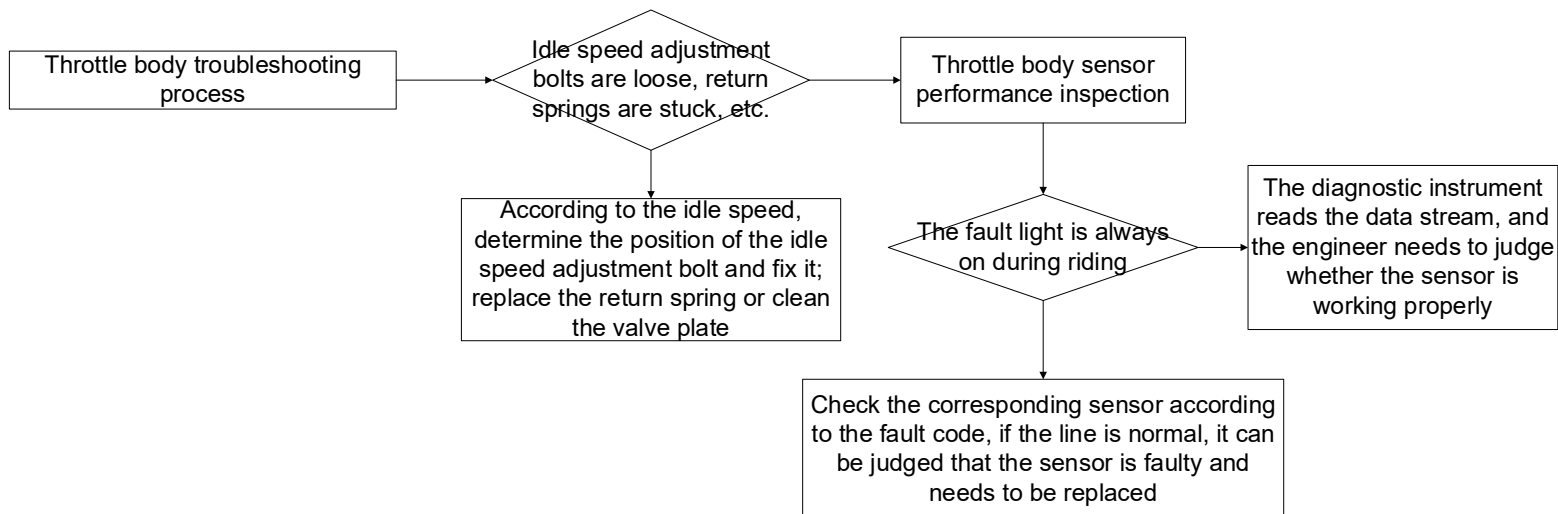 Throttle body troubleshooting
process
Idle speed adjustment
bolts are loose, return
springs are stuck, etc.
Throttle body sensor
performance inspection
According to the idle speed,
determine the position of the idle
speed adjustment bolt and fix it;
replace the return spring or clean
the valve plate
The fault light is always
on during riding
The diagnostic instrument
reads the data stream, and
the engineer needs to judge
whether the sensor is
working properly
Check the corresponding sensor according
to the fault code, if the line is normal, it can
be judged that the sensor is faulty and
needs to be replaced